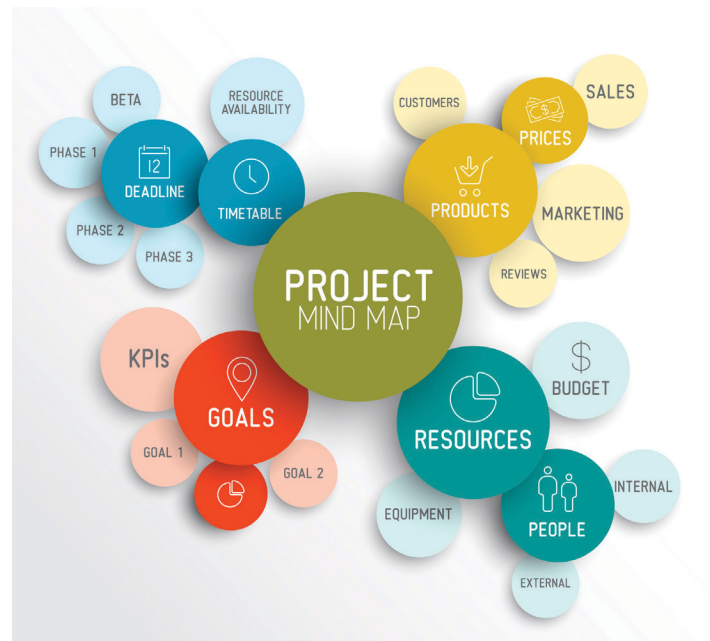 BETA
RESOURCE
AVAILABILITY
PHASE 1
12
DEADLINE
TIMETABLE
PHASE 2
PHASE 3
CUSTOMERS
$
PRICES
SALES
PRODUCTS
MARKETING
REVIEWS
PROJECT
MIND MAP
KPIs
GOALS
GOAL 1
GOAL 2
$
BUDGET
RESOURCES
EQUIPMENT
PEOPLE
INTERNAL
EXTERNAL